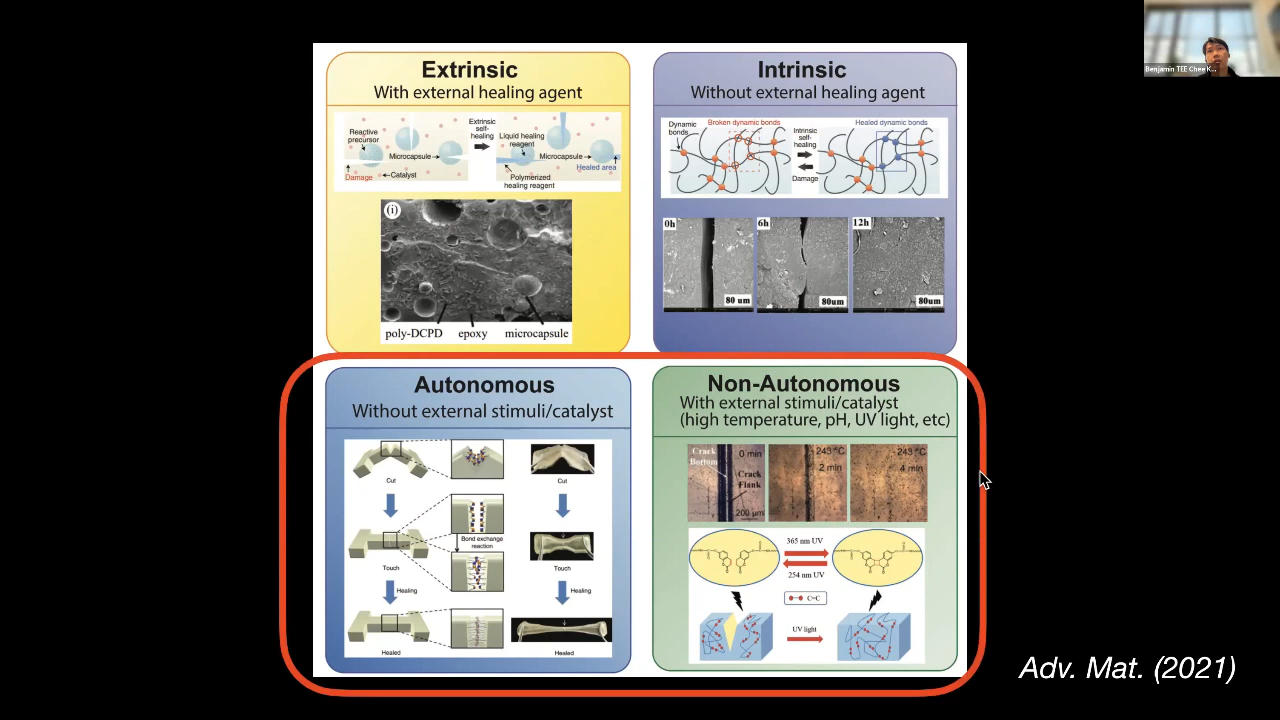 Benjamin TEE Chee K...
Extrinsic
With external healing agent
Reactive
precursor
Microcapsule
Damage
Catalyst
Extrinsic
self-
healing
Liquid healing
reagent
Microcapsule
Healed area
Polymerized
healing reagent
(i)
poly-DCPD epoxy microcapsule
Intrinsic
Without external healing agent
Dynamic
bonds
Broken dynamic bonds
Intrinsic
self-
healing
Damage
Healed dynamic bonds
0h
80 um
6h
80um
12h
80um
Autonomous
Without external stimuli/catalyst
Cut
Touch
Healing
Healed
Bond exchange
reaction
Cut
Touch
Healing
Healed
Non-Autonomous
With external stimuli/catalyst
(high temperature, pH, UV light, etc)
Crack
Bottom
0 min
Crack
Flank
200 μm
243 °C
2 min
243 °C
4 min
365 nm UV
254 nm UV
C=C
UV light
Adv. Mat. (2021)